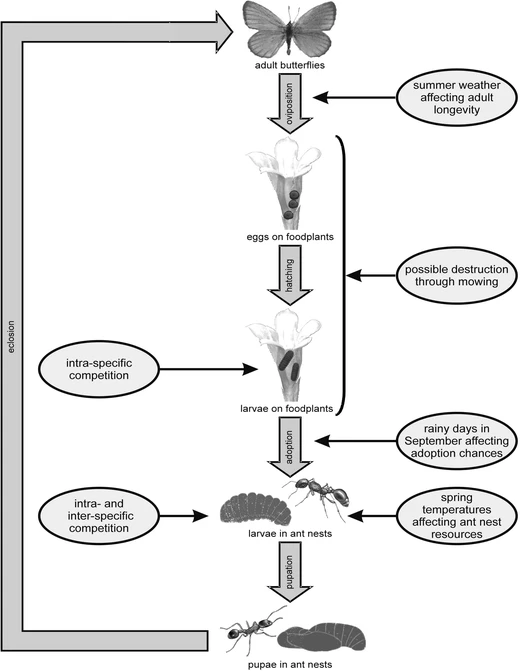 adult butterflies
oviposition
summer weather
affecting adult
longevity
eggs on foodplants
hatching
possible destruction
through mowing
eclosion
intra-specific
competition
larvae on foodplants
adoption
rainy days in
September affecting
adoption chances
intra- and
inter-specific
competition
larvae in ant nests
spring
temperatures
affecting ant nest
resources
pupation
pupae in ant nests